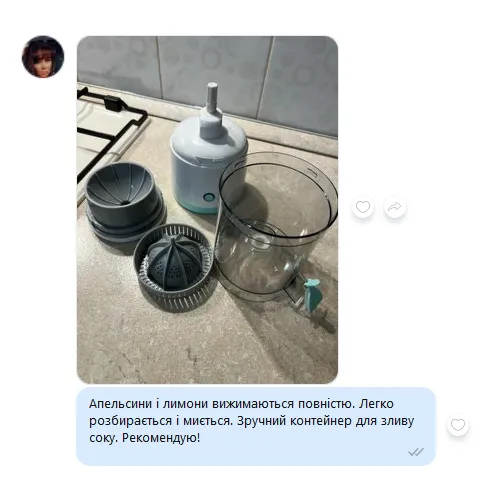 Апельсини і лимони вижимаються повністю. Легко
розбирається і миється. Зручний контейнер для зливу
соку. Рекомендую!